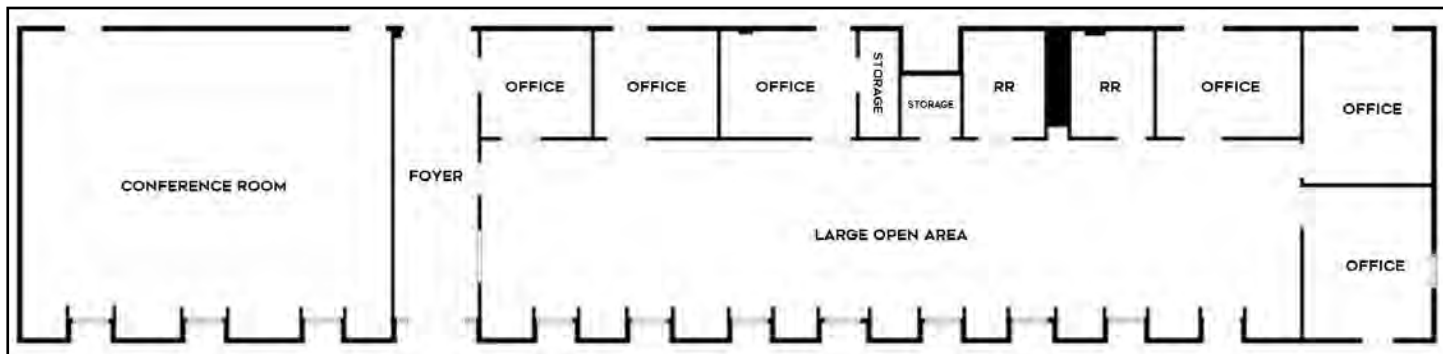 OFFICE
OFFICE
OFFICE
STORAGE
STORAGE
RR
RR
OFFICE
OFFICE
CONFERENCE ROOM
FOYER
LARGE OPEN AREA
OFFICE